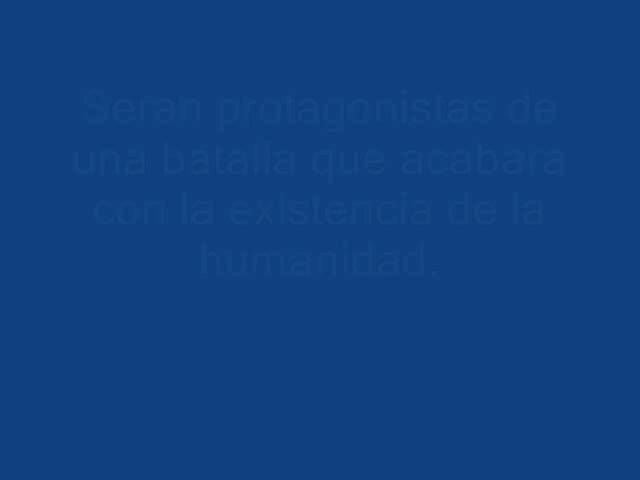 Seran protagonistas de
una batalla que acabara
con la existencia de la
humanidad.